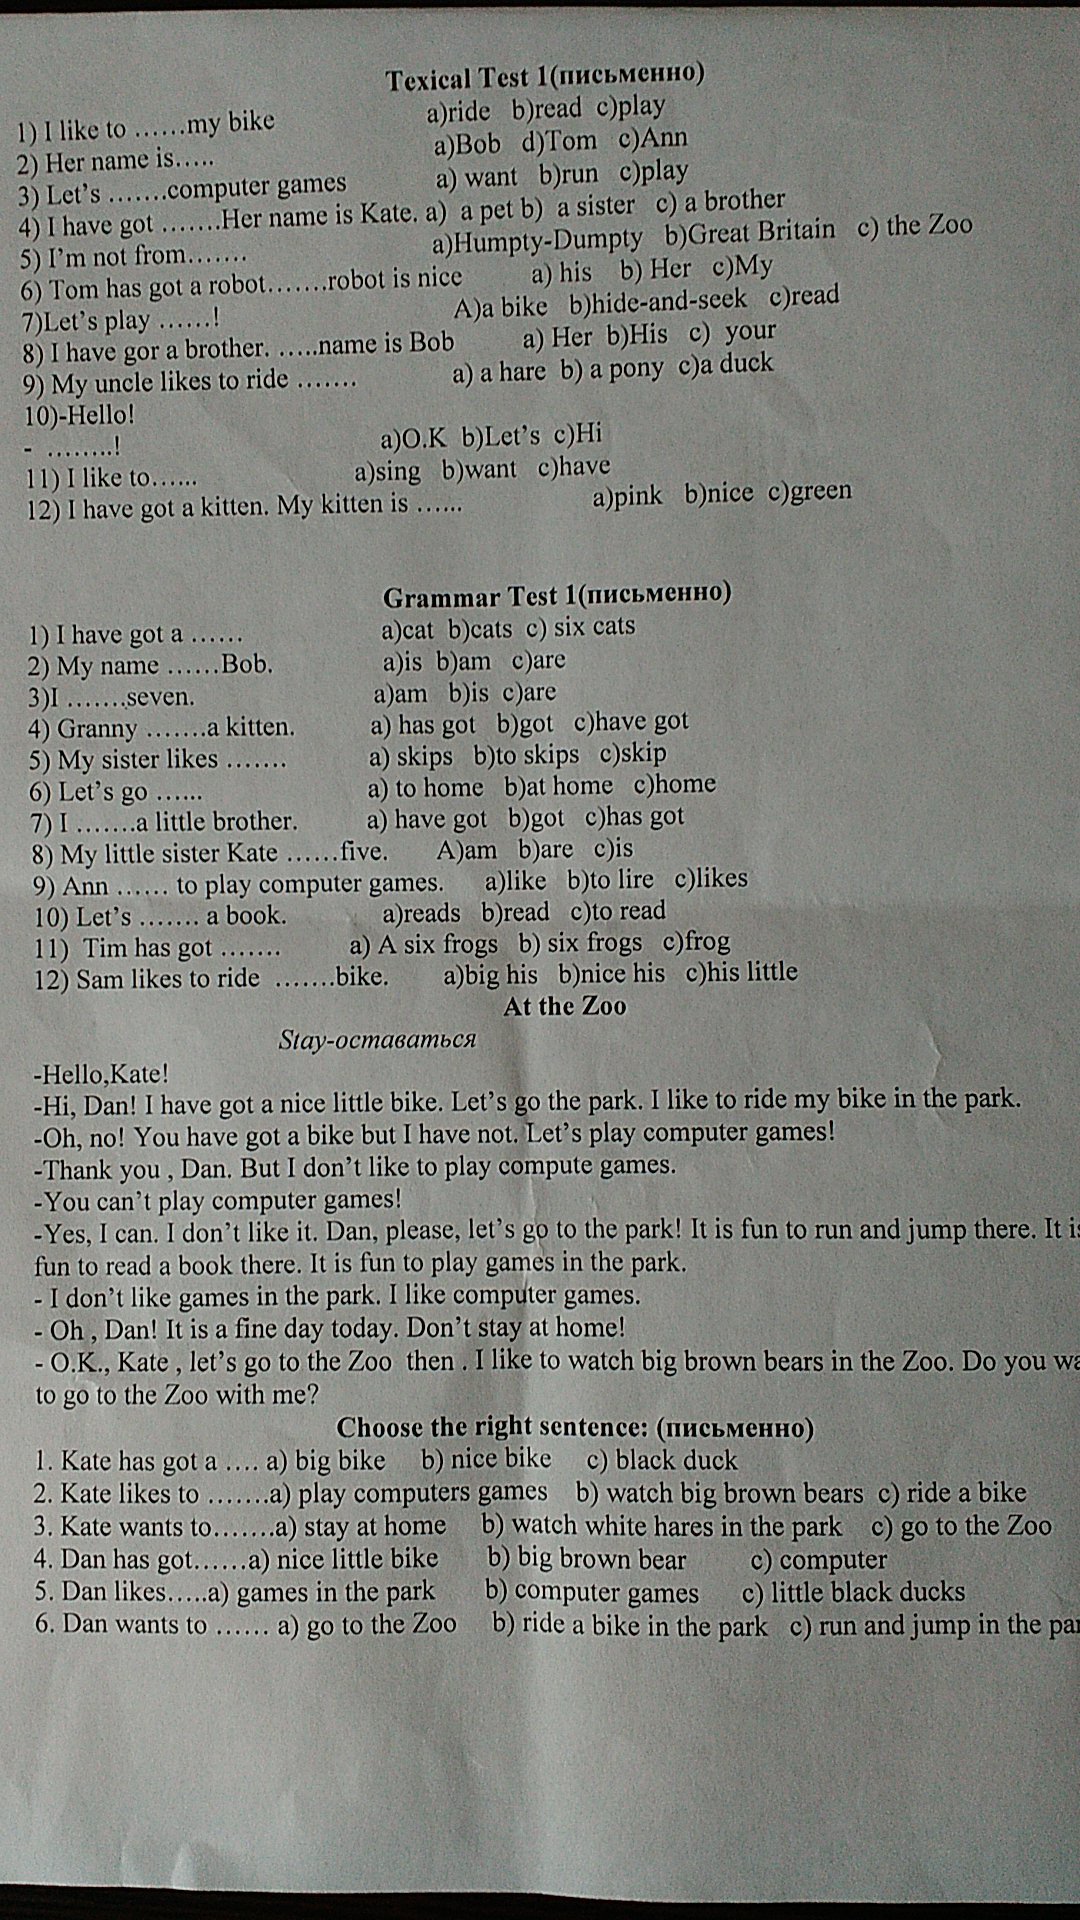 Texical Test 1(письменно)
1) I like to ……my bike a)ride b)read c)play
2) Her name is….. a)Bob d)Tom c)Ann
3) Let's …….computer games a) want b)run c)play
4) I have got …….Her name is Kate. a) a pet b) a sister c) a brother
5) I'm not from……. a)Humpty-Dumpty b)Great Britain c) the Zoo
6) Tom has got a robot…….robot is nice a) his b) Her c)My
7)Let's play ……! A)a bike b)hide-and-seek c)read
8) I have gor a brother. …..name is Bob a) Her b)His c) your
9) My uncle likes to ride ……. a) a hare b) a pony c)a duck
10)-Hello!
- ……..! a)O.K b)Let's c)Hi
11) I like to…… a)sing b)want c)have
12) I have got a kitten. My kitten is …… a)pink b)nice c)green
Grammar Test 1(письменно)
1) I have got a …… a)cat b)cats c) six cats
2) My name ……Bob. a)is b)am c)are
3)I …….seven. a)am b)is c)are
4) Granny …….a kitten. a) has got b)got c)have got
5) My sister likes ……. a) skips b)to skips c)skip
6) Let's go …… a) to home b)at home c)home
7) I …….a little brother. a) have got b)got c)has got
8) My little sister Kate ……five. A)am b)are c)is
9) Ann …… to play computer games. a)like b)to lire c)likes
10) Let's ……. a book. a)reads b)read c)to read
11) Tim has got ……. a) A six frogs b) six frogs c)frog
12) Sam likes to ride …….bike. a)big his b)nice his c)his little
At the Zoo
Stay-оставаться
-Hello,Kate!
-Hi, Dan! I have got a nice little bike. Let's go the park. I like to ride my bike in the park.
-Oh, no! You have got a bike but I have not. Let's play computer games!
-Thank you , Dan. But I don't like to play compute games.
-You can't play computer games!
-Yes, I can. I don't like it. Dan, please, let's go to the park! It is fun to run and jump there. It is
fun to read a book there. It is fun to play games in the park.
- I don't like games in the park. I like computer games.
- Oh , Dan! It is a fine day today. Don't stay at home!
- O.K., Kate , let's go to the Zoo then . I like to watch big brown bears in the Zoo. Do you wa
to go to the Zoo with me?
Choose the right sentence: (письменно)
1. Kate has got a …. a) big bike b) nice bike c) black duck
2. Kate likes to …….a) play computers games b) watch big brown bears c) ride a bike
3. Kate wants to…….a) stay at home b) watch white hares in the park c) go to the Zoo
4. Dan has got……a) nice little bike b) big brown bear c) computer
5. Dan likes…..a) games in the park b) computer games c) little black ducks
6. Dan wants to …… a) go to the Zoo b) ride a bike in the park c) run and jump in the par